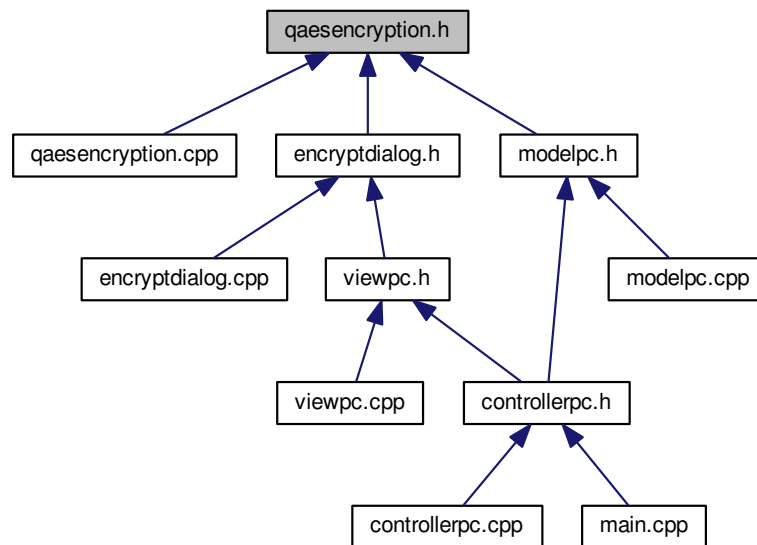 qaesencryption.h
qaesencryption.cpp
encryptdialog.h
modelpc.h
encryptdialog.cpp
viewpc.h
modelpc.cpp
viewpc.cpp
controllerpc.h
controllerpc.cpp
main.cpp